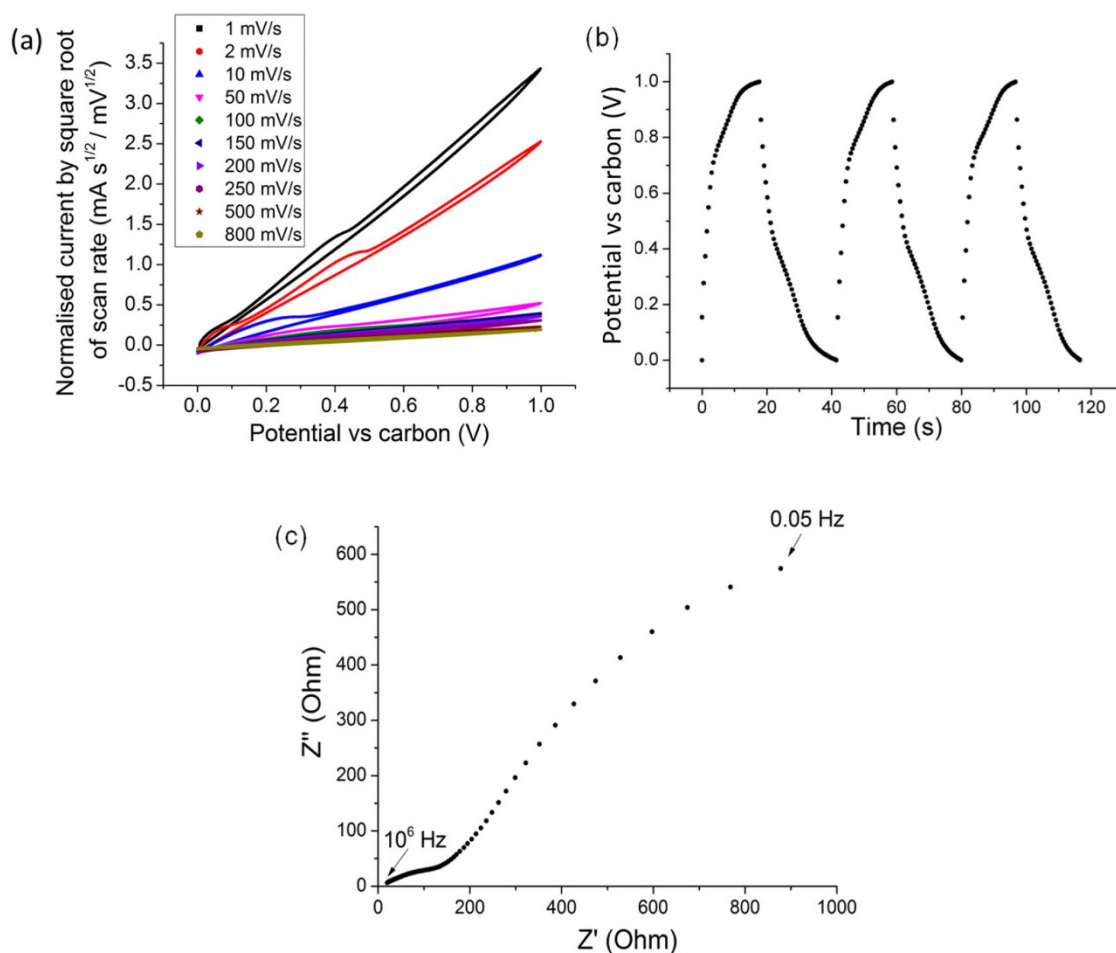 (a)
1 mV/s
2 mV/s
10 mV/s
50 mV/s
100 mV/s
150 mV/s
200 mV/s
250 mV/s
500 mV/s
800 mV/s
Normalised current by square root
of scan rate (mA s^1/2 / mV^1/2)
3.5
3.0
2.5
2.0
1.5
1.0
0.5
0.0
-0.5
0.0 0.2 0.4 0.6 0.8 1.0
Potential vs carbon (V)
(b)
Potential vs carbon (V)
1.0
0.8
0.6
0.4
0.2
0.0
0 20 40 60 80 100 120
Time (s)
(c)
Z'' (Ohm)
600
500
400
300
200
100
0
0.05 Hz
10^6 Hz
0 200 400 600 800 1000
Z' (Ohm)